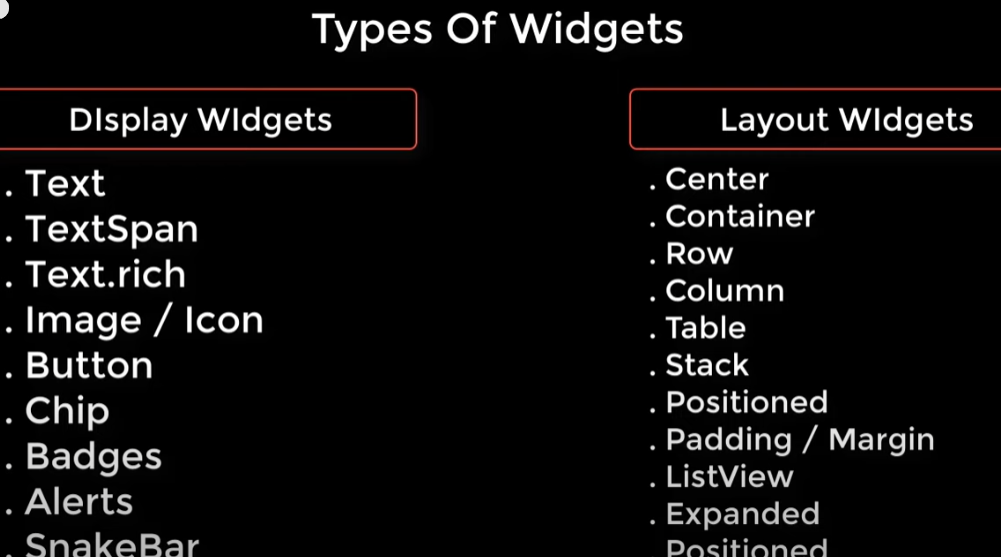 Types Of Widgets
DIsplay WIdgets
. Text
. TextSpan
. Text.rich
. Image / Icon
. Button
. Chip
. Badges
. Alerts
. SnakeBar
Layout WIdgets
. Center
. Container
. Row
. Column
. Table
. Stack
. Positioned
. Padding / Margin
. ListView
. Expanded
. Positioned